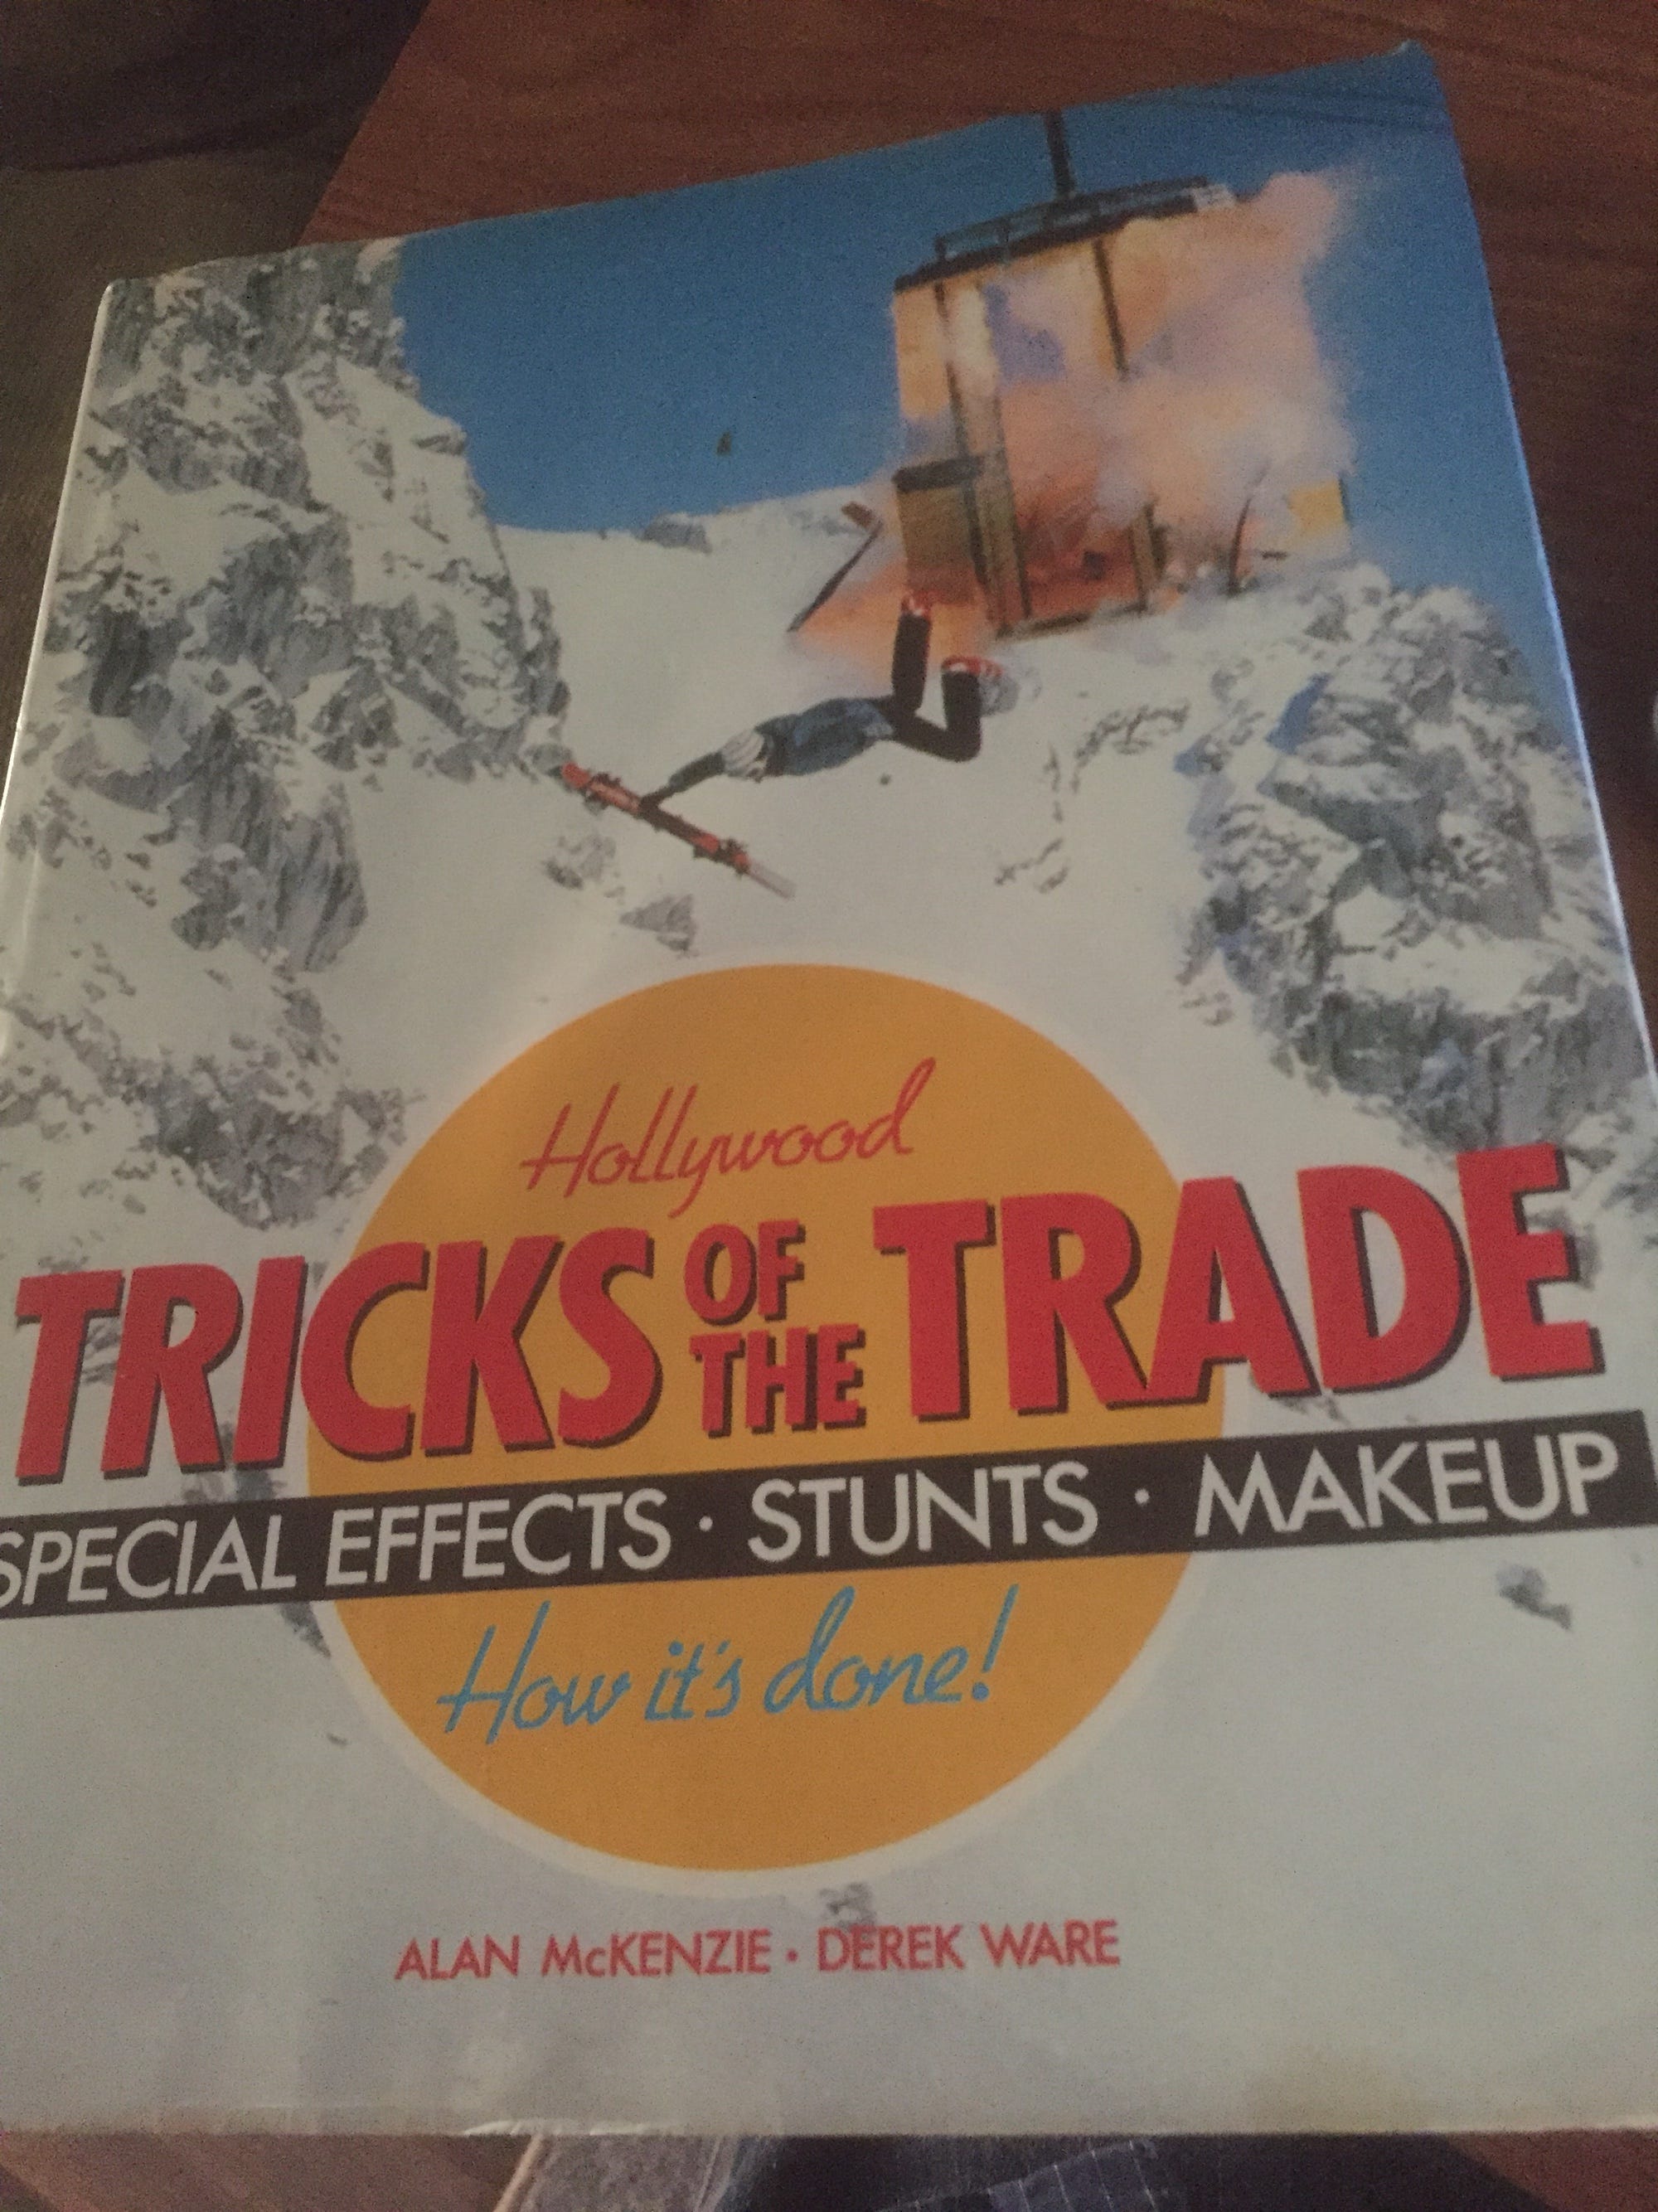 Hollywood
TRICKS OF THE TRADE
SPECIAL EFFECTS · STUNTS · MAKEUP
How it's done!
ALAN McKENZIE · DEREK WARE